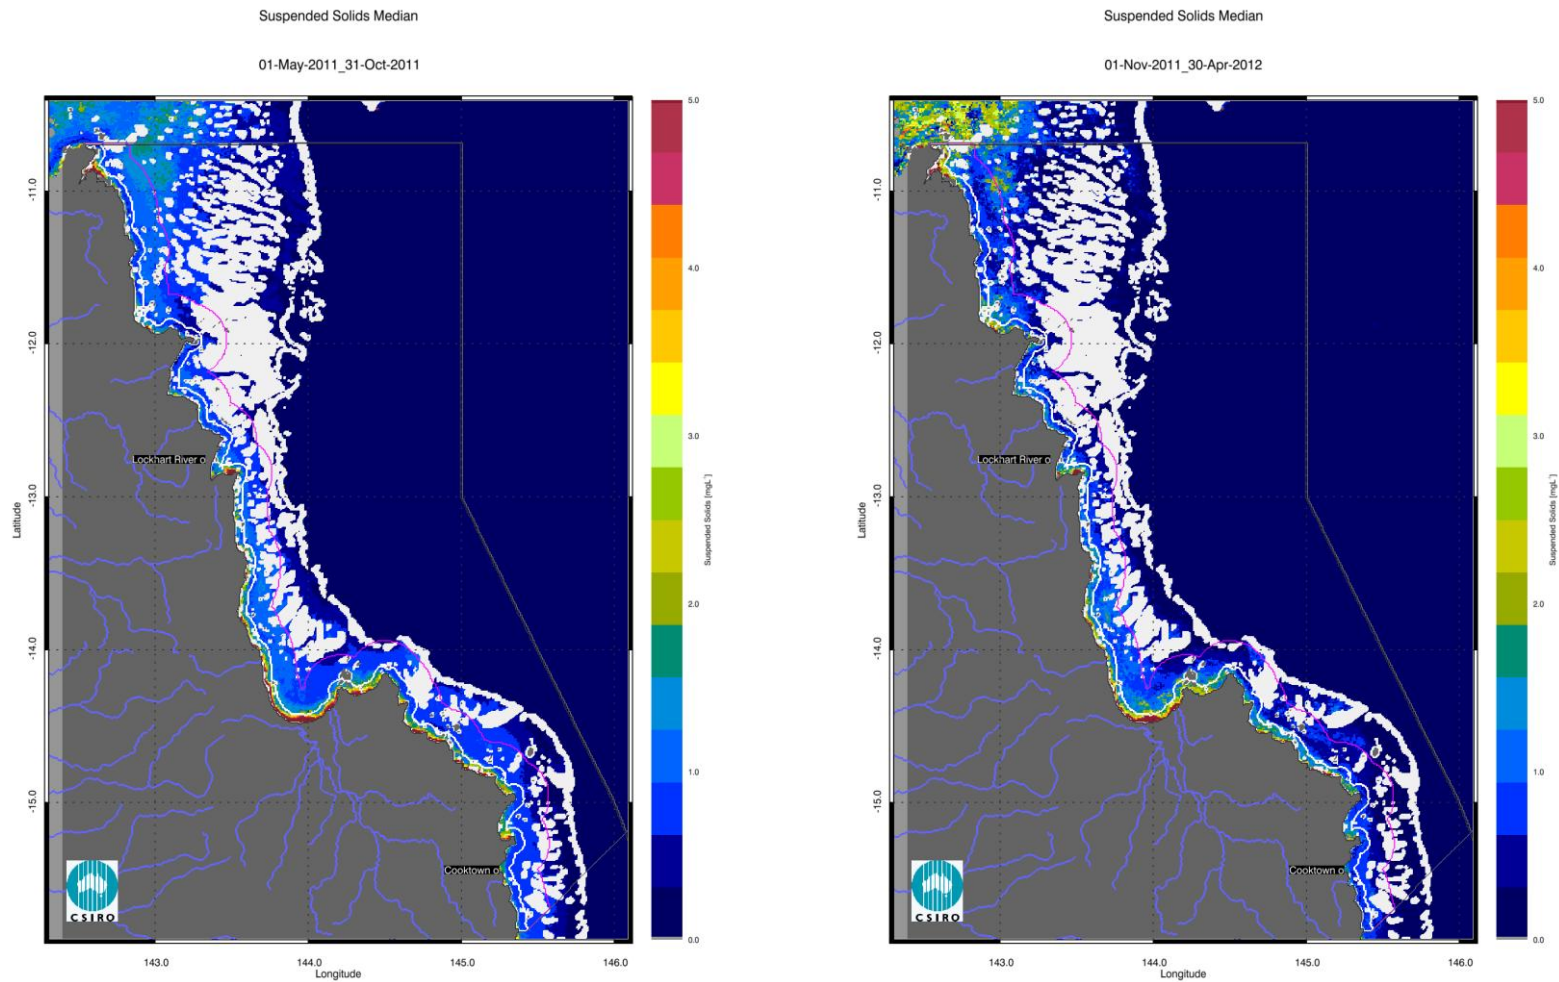 Suspended Solids Median
01-May-2011_31-Oct-2011
5.0
4.0
3.0
2.0
1.0
0.0
Suspended Solids [mgL⁻¹]
-11.0
-12.0
-13.0
-14.0
-15.0
Latitude
Lockhart River o
Cooktown o
CSIRO
143.0
144.0
145.0
146.0
Longitude
Suspended Solids Median
01-Nov-2011_30-Apr-2012
5.0
4.0
3.0
2.0
1.0
0.0
Suspended Solids [mgL⁻¹]
-11.0
-12.0
-13.0
-14.0
-15.0
Latitude
Lockhart River o
Cooktown o
CSIRO
143.0
144.0
145.0
146.0
Longitude